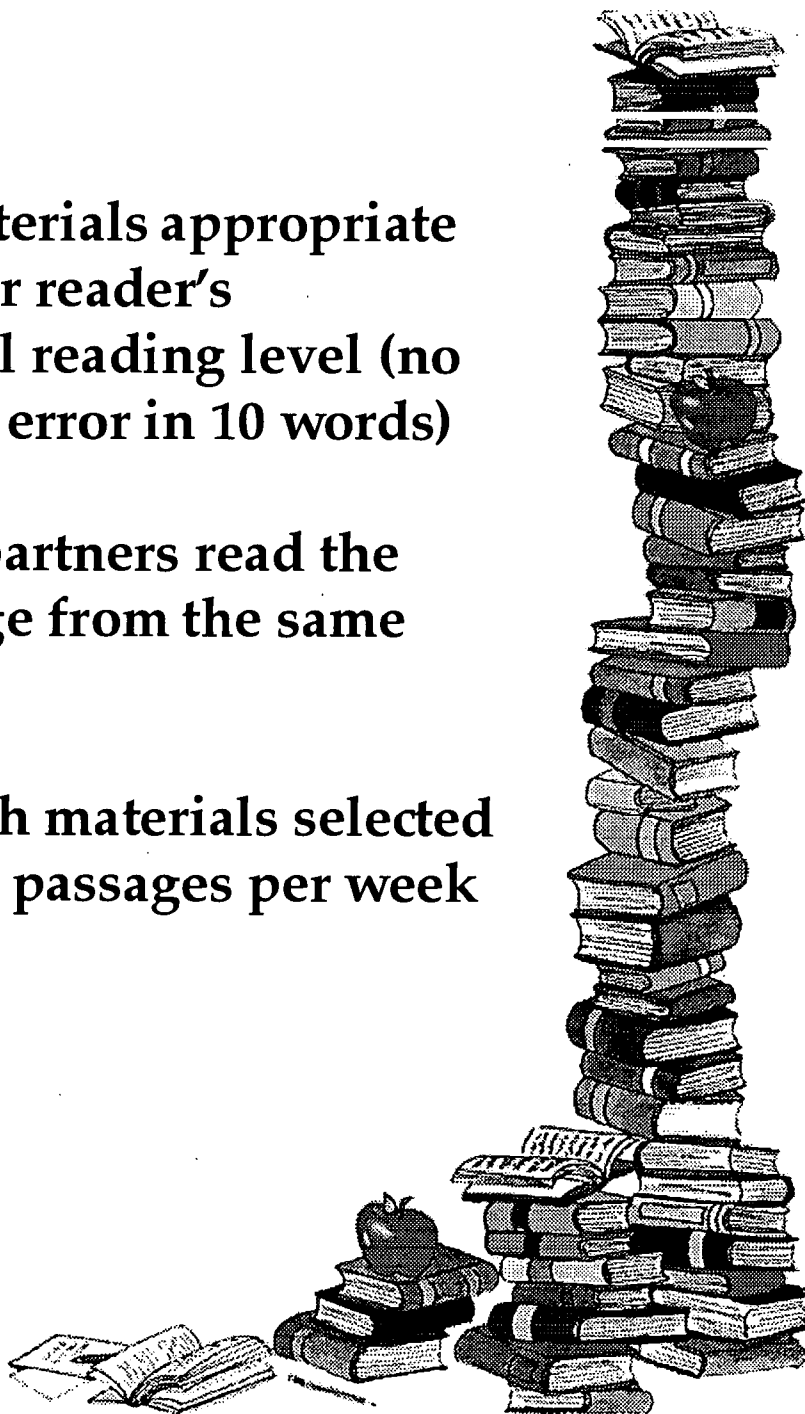 terials appropriate
r reader's
l reading level (no
error in 10 words)
partners read the
ge from the same
h materials selected
passages per week